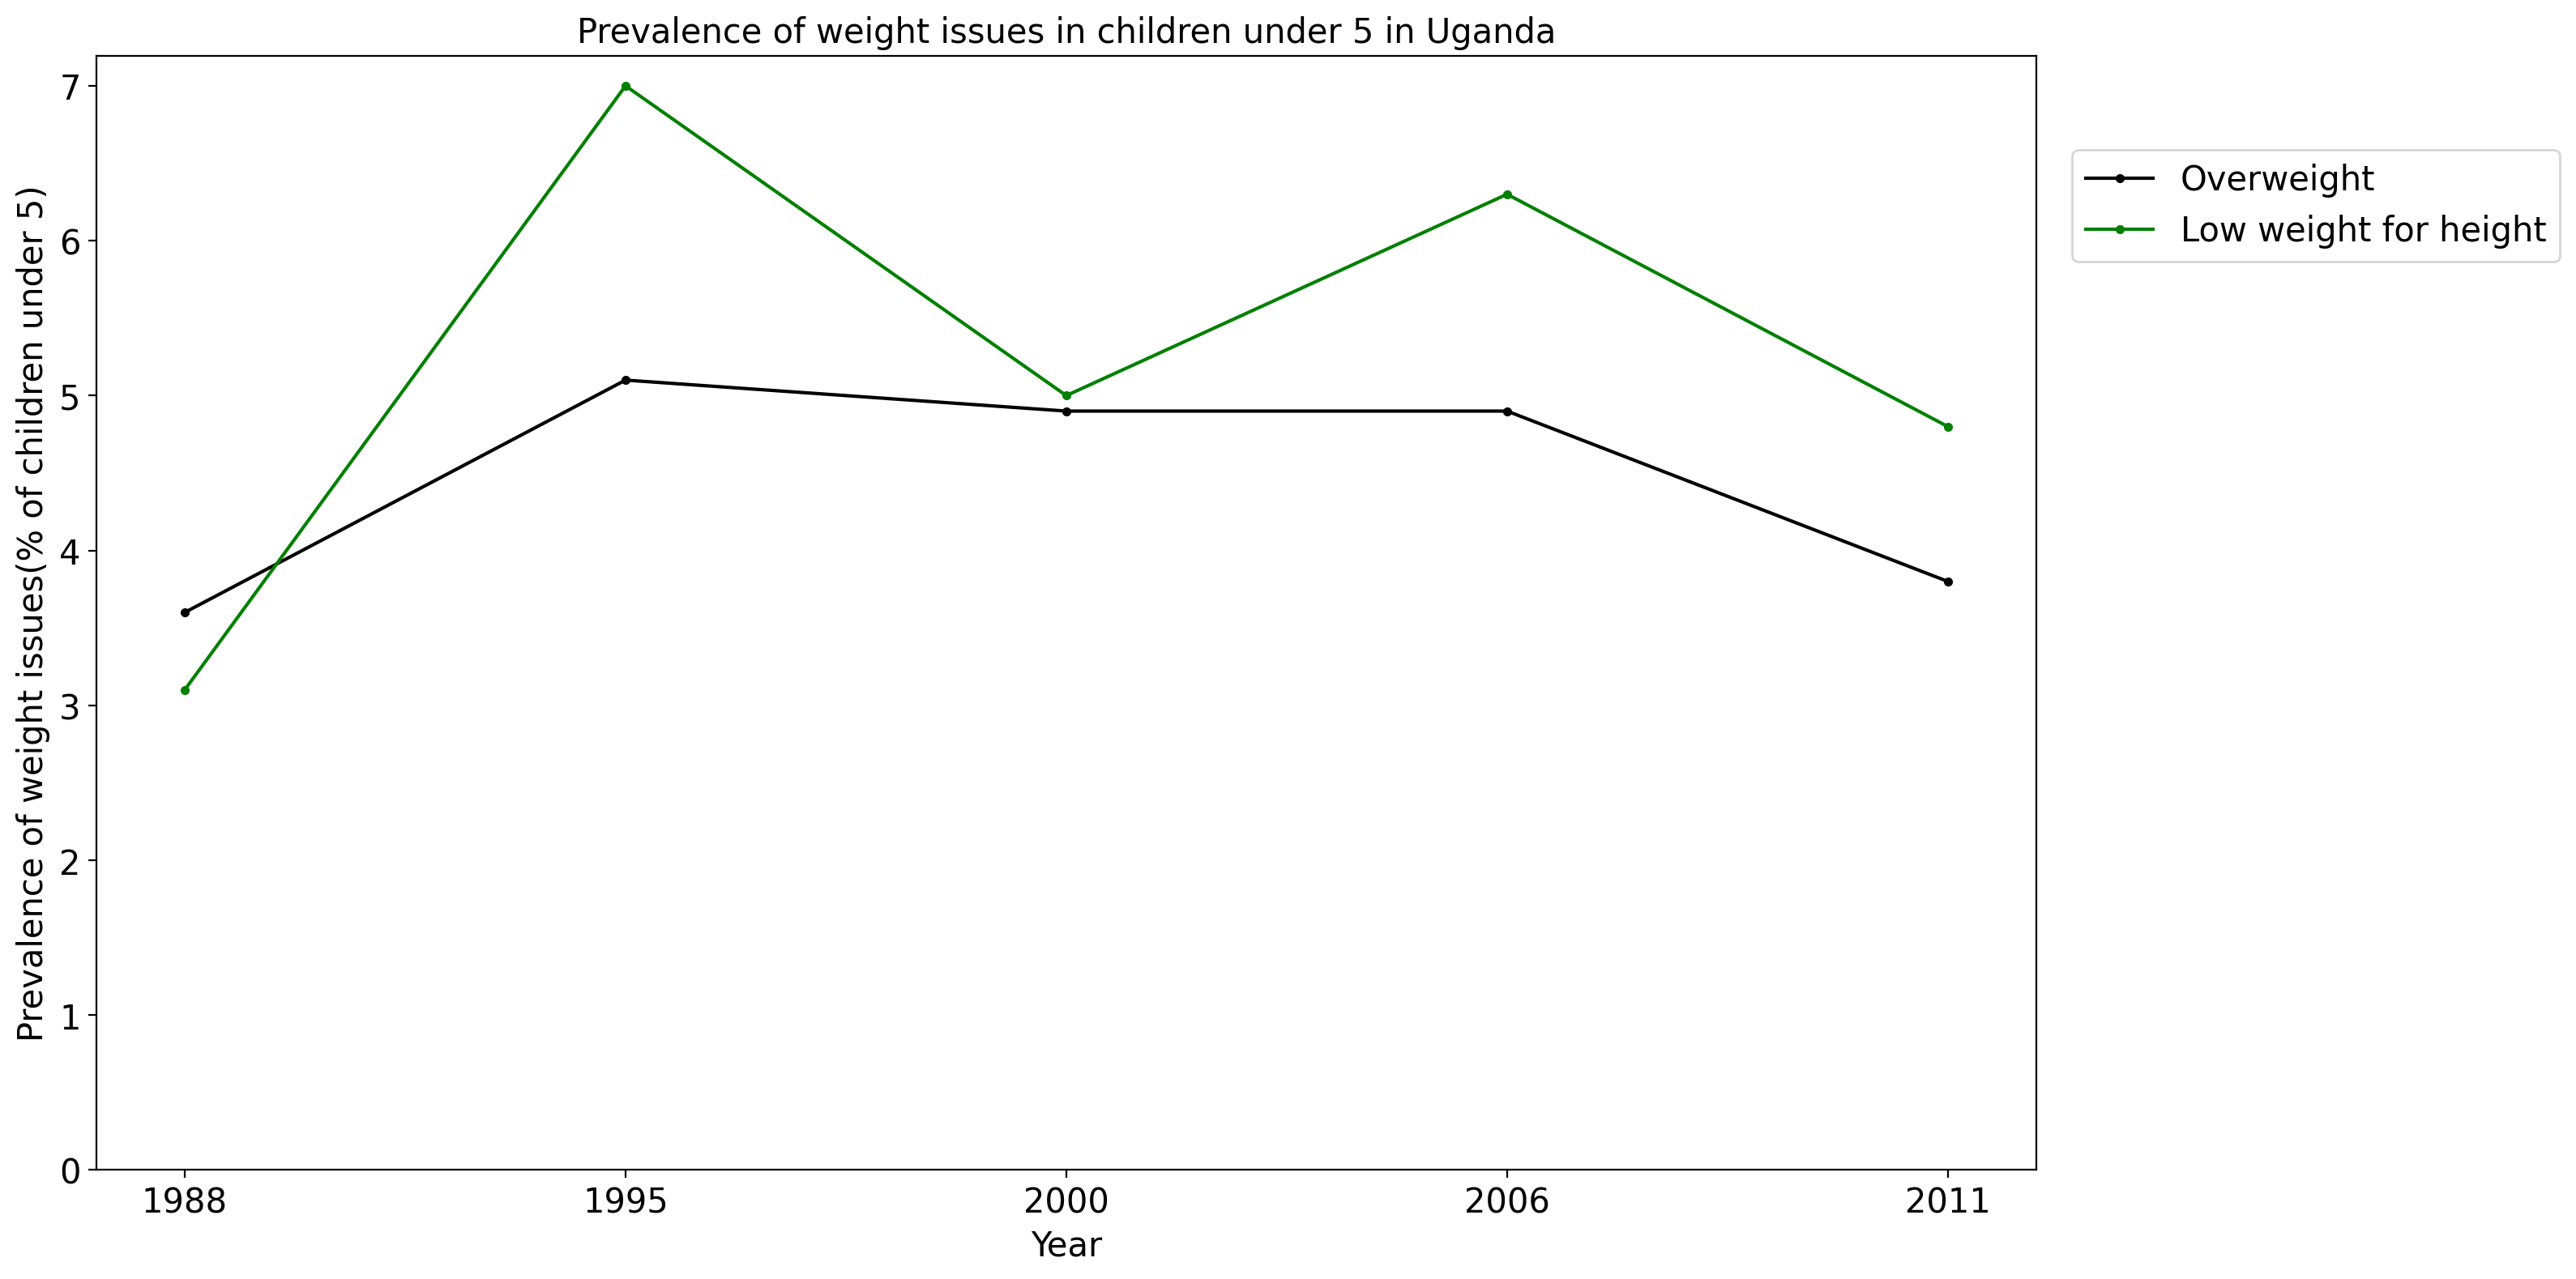 Prevalence of weight issues in children under 5 in Uganda
Prevalence of weight issues(% of children under 5)
7
6
5
4
3
2
1
0
1988 1995 2000 2006 2011
Year
Overweight
Low weight for height